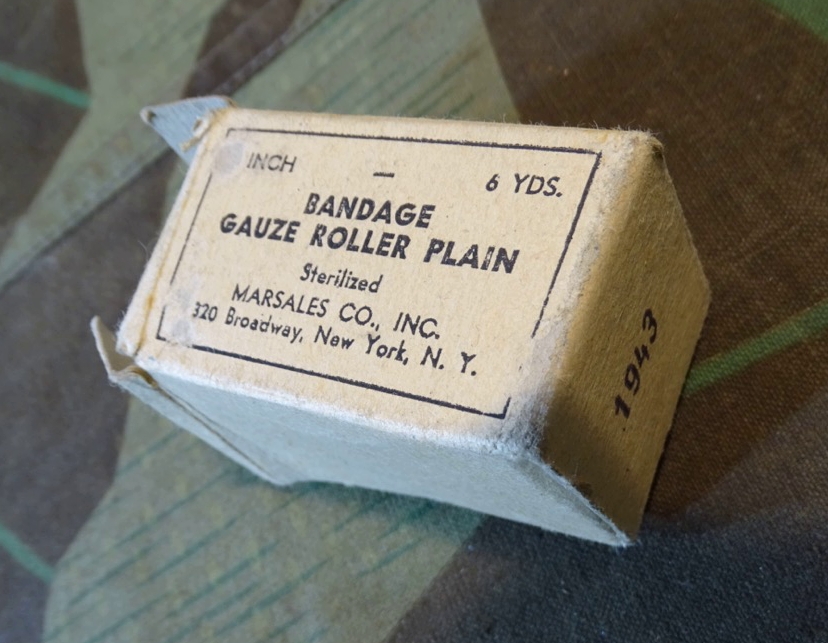 INCH — 6 YDS.
BANDAGE
GAUZE ROLLER PLAIN
Sterilized
MARSALES CO., INC.
320 Broadway, New York, N. Y.
1943